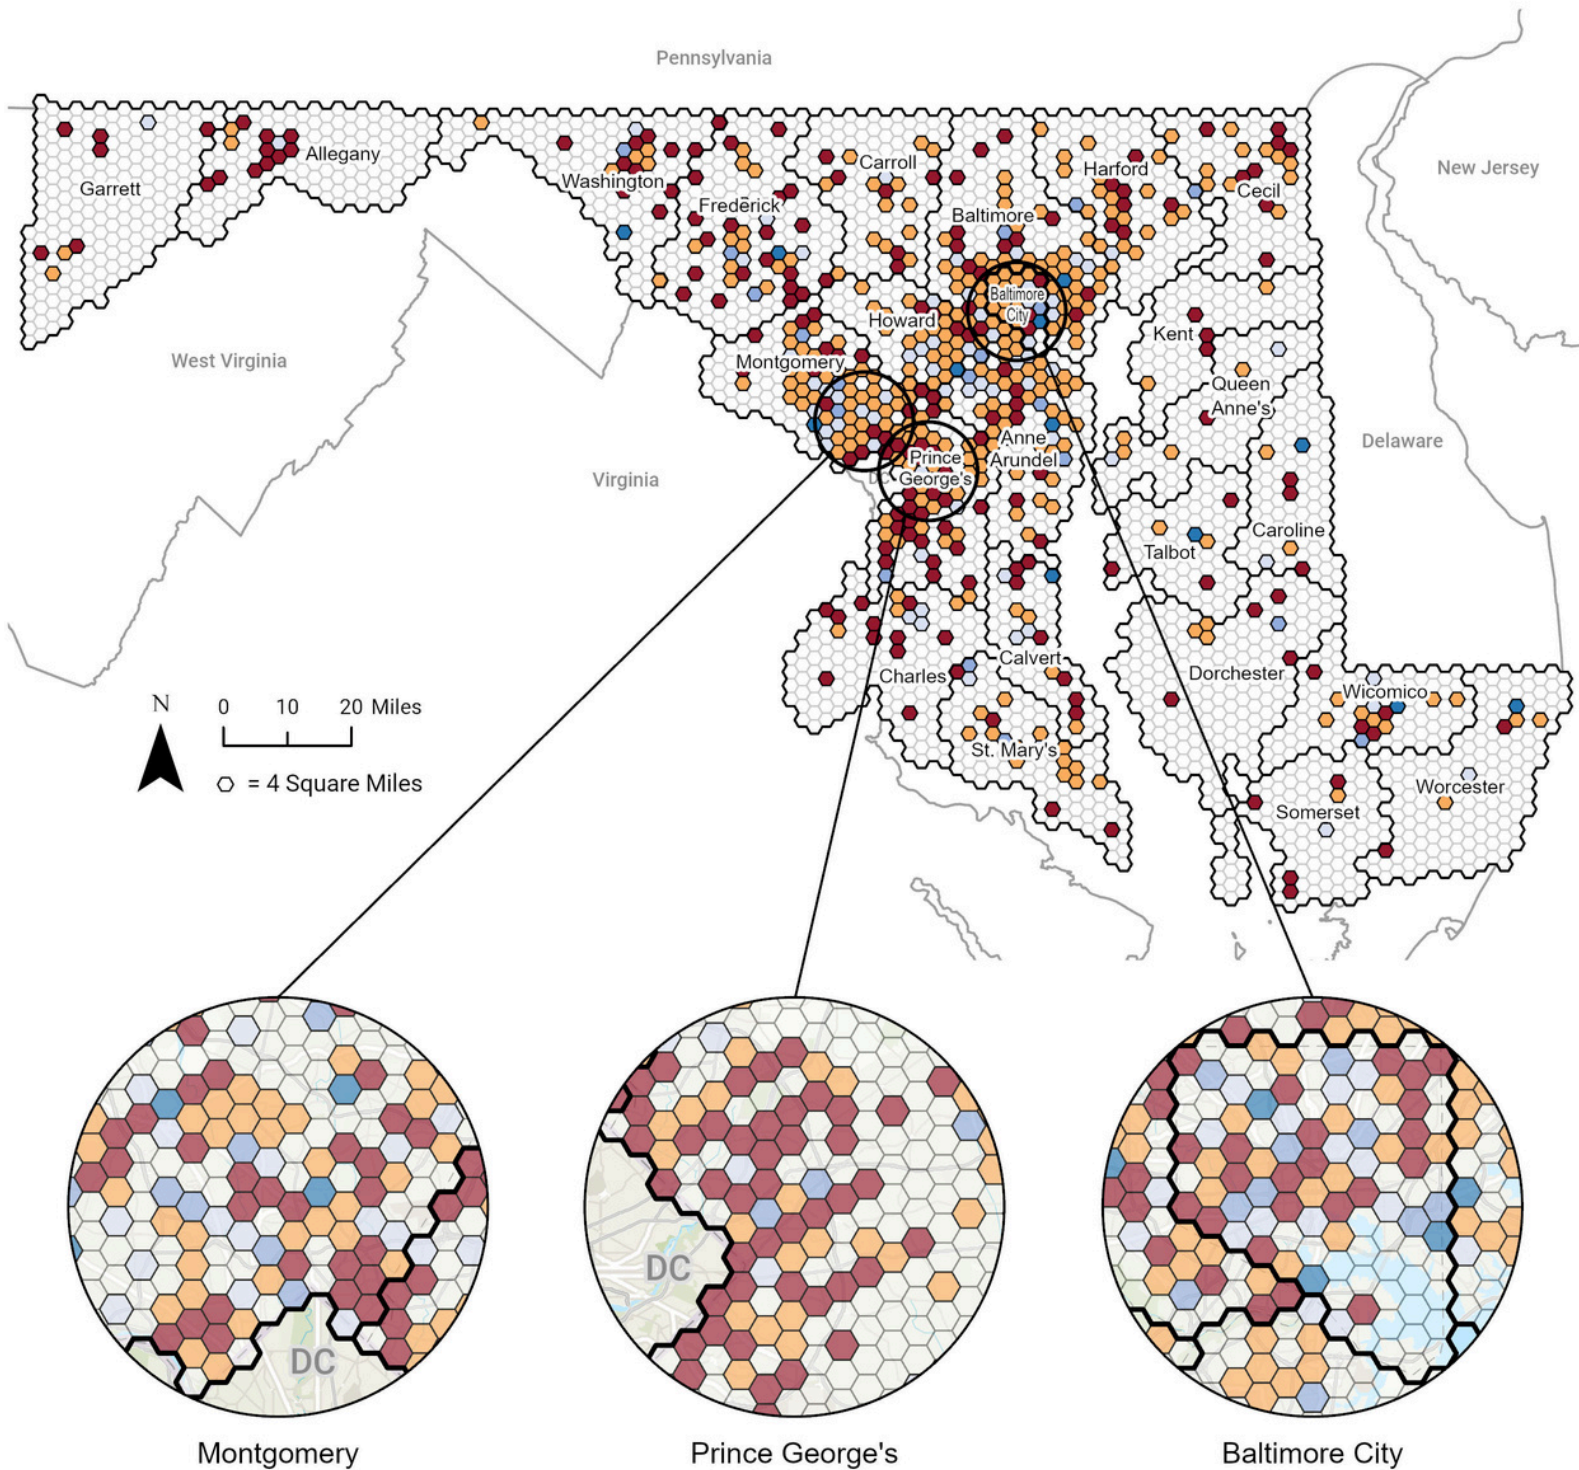 Pennsylvania
New Jersey
Garrett
Allegany
Washington
Frederick
Carroll
Baltimore
Harford
Cecil
Baltimore
City
Howard
Montgomery
Kent
Queen
Anne's
West Virginia
Virginia
Delaware
Anne
Arundel
Prince
George's
DC
Talbot
Caroline
Charles
Calvert
Dorchester
Wicomico
St. Mary's
Somerset
Worcester
N
0 10 20 Miles
= 4 Square Miles
DC
DC
Montgomery
Prince George's
Baltimore City